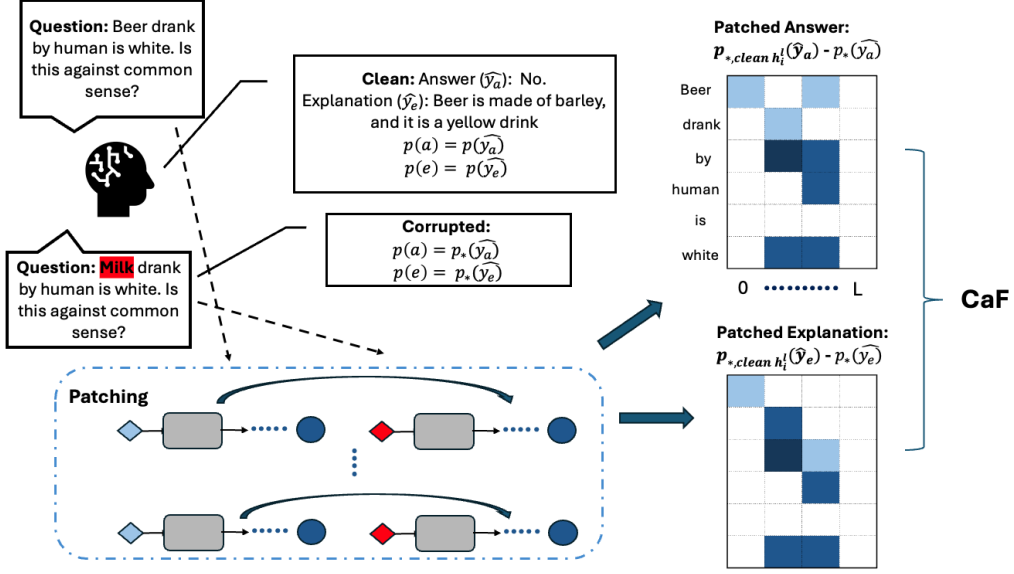 Question: Beer drank
by human is white. Is
this against common
sense?
Clean: Answer (ŷₐ): No.
Explanation (ŷₑ): Beer is made of barley,
and it is a yellow drink
p(a) = p(ŷₐ)
p(e) = p(ŷₑ)
Corrupted:
p(a) = p*(ŷₐ)
p(e) = p*(ŷₑ)
Question: Milk drank
by human is white. Is
this against common
sense?
Patching
Patched Answer:
p*,clean hᵢˡ(ŷₐ) - p*(ŷₐ)
Beer
drank
by
human
is
white
0 L
Patched Explanation:
p*,clean hᵢˡ(ŷₑ) - p*(ŷₑ)
CaF